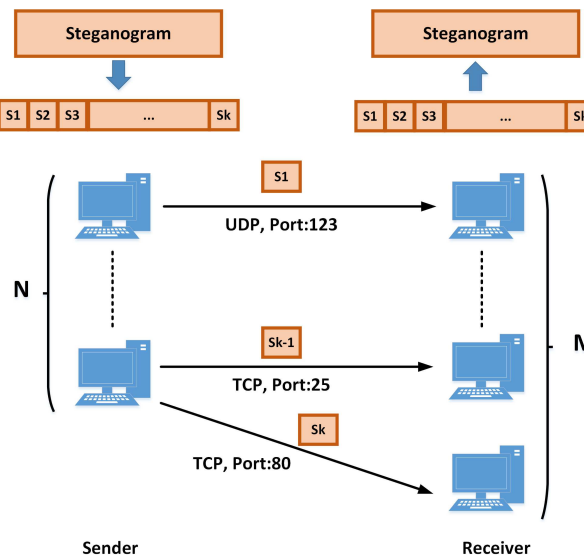 Steganogram
Steganogram
S1 S2 S3 ... Sk
S1 S2 S3 ... Sk
S1
UDP, Port:123
N
N
Sk-1
TCP, Port:25
Sk
TCP, Port:80
Sender
Receiver